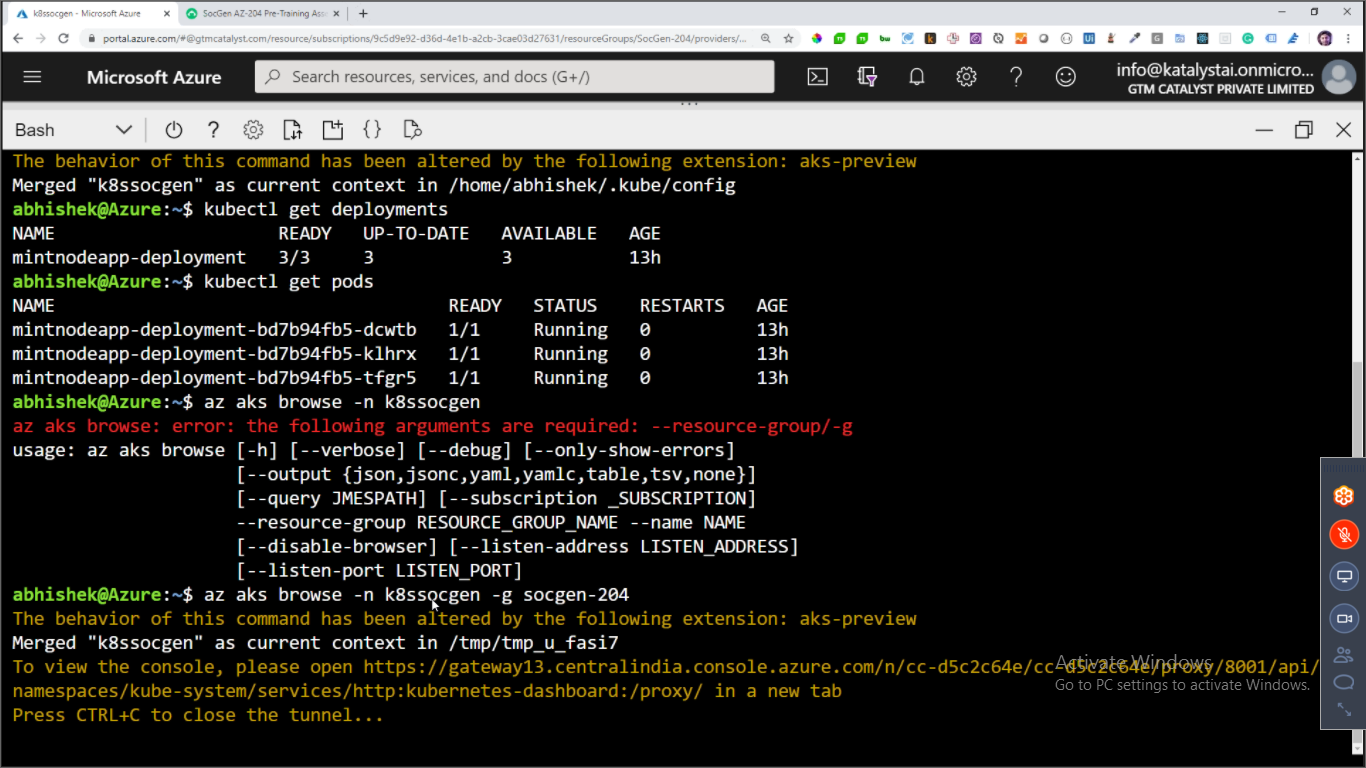 k8ssocgen - Microsoft Azure
SocGen AZ-204 Pre-Training Ass
portal.azure.com/#@gtmcatalyst.com/resource/subscriptions/9c5d9e92-d36d-4e1b-a2cb-3cae03d27631/resourceGroups/SocGen-204/providers/...
Microsoft Azure
Search resources, services, and docs (G+/)
info@katalystai.onmicro...
GTM CATALYST PRIVATE LIMITED
Bash
The behavior of this command has been altered by the following extension: aks-preview
Merged "k8ssocgen" as current context in /home/abhishek/.kube/config
abhishek@Azure:~$ kubectl get deployments
NAME READY UP-TO-DATE AVAILABLE AGE
mintnodeapp-deployment 3/3 3 3 13h
abhishek@Azure:~$ kubectl get pods
NAME READY STATUS RESTARTS AGE
mintnodeapp-deployment-bd7b94fb5-dcwtb 1/1 Running 0 13h
mintnodeapp-deployment-bd7b94fb5-klhrx 1/1 Running 0 13h
mintnodeapp-deployment-bd7b94fb5-tfgr5 1/1 Running 0 13h
abhishek@Azure:~$ az aks browse -n k8ssocgen
az aks browse: error: the following arguments are required: --resource-group/-g
usage: az aks browse [-h] [--verbose] [--debug] [--only-show-errors]
[--output {json,jsonc,yaml,yamlc,table,tsv,none}]
[--query JMESPATH] [--subscription _SUBSCRIPTION]
--resource-group RESOURCE_GROUP_NAME --name NAME
[--disable-browser] [--listen-address LISTEN_ADDRESS]
[--listen-port LISTEN_PORT]
abhishek@Azure:~$ az aks browse -n k8ssocgen -g socgen-204
The behavior of this command has been altered by the following extension: aks-preview
Merged "k8ssocgen" as current context in /tmp/tmp_u_fasi7
To view the console, please open https://gateway13.centralindia.console.azure.com/n/cc-d5c2c64e/cc-d5c2c64e/proxy/8001/api/
namespaces/kube-system/services/http:kubernetes-dashboard:/proxy/ in a new tab
Press CTRL+C to close the tunnel...
Activate Windows
Go to PC settings to activate Windows.